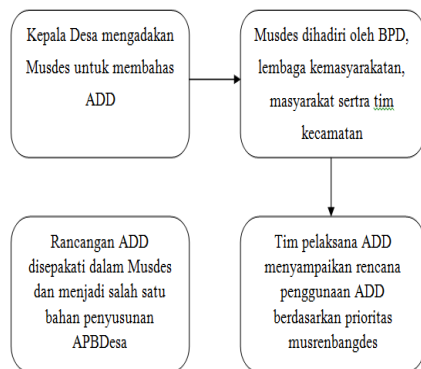 Kepala Desa mengadakan
Musdes untuk membahas
ADD
Musdes dihadiri oleh BPD,
lembaga kemasyarakatan,
masyarakat sertra tim
kecamatan
Tim pelaksana ADD
menyampaikan rencana
penggunaan ADD
berdasarkan prioritas
musrenbangdes
Rancangan ADD
disepakati dalam Musdes
dan menjadi salah satu
bahan penyusunan
APBDesa